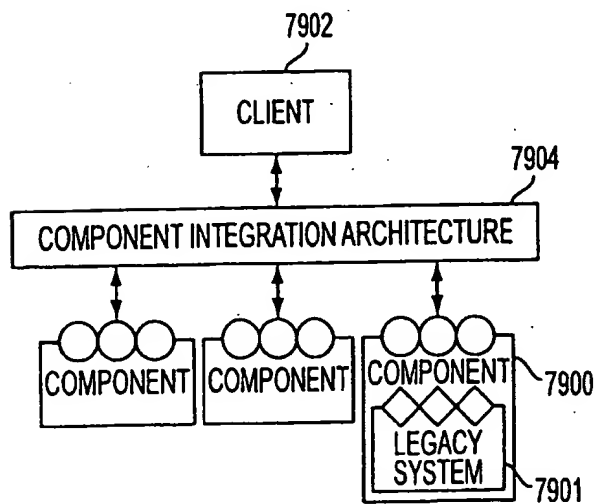 7902
CLIENT
7904
COMPONENT INTEGRATION ARCHITECTURE
COMPONENT
COMPONENT
COMPONENT
7900
LEGACY
SYSTEM
7901